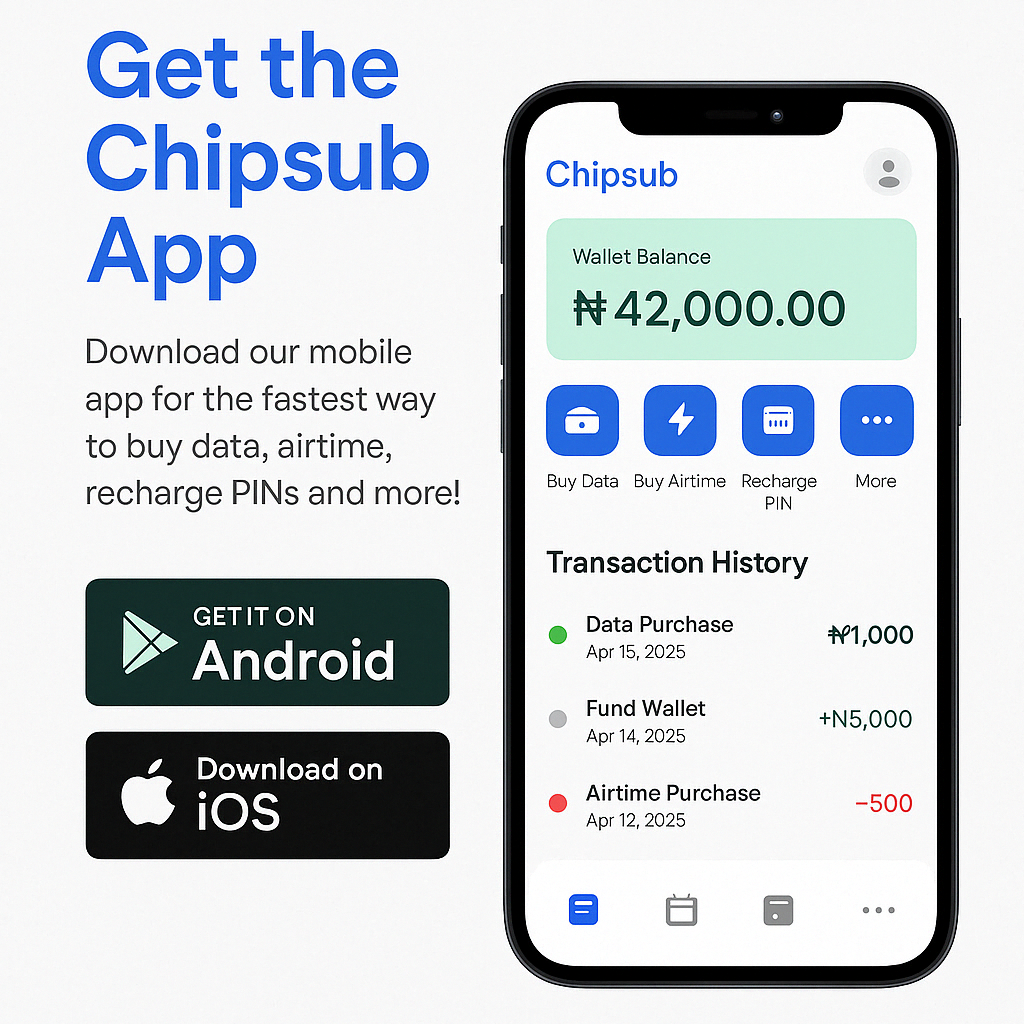 Get the
Chipsub
App
Download our mobile
app for the fastest way
to buy data, airtime,
recharge PINs and more!
GET IT ON
Android
Download on
iOS
Chipsub
Wallet Balance
₦42,000.00
Buy Data
Buy Airtime
Recharge
PIN
More
Transaction History
Data Purchase
₦1,000
Apr 15, 2025
Fund Wallet
+N5,000
Apr 14, 2025
Airtime Purchase
−500
Apr 12, 2025